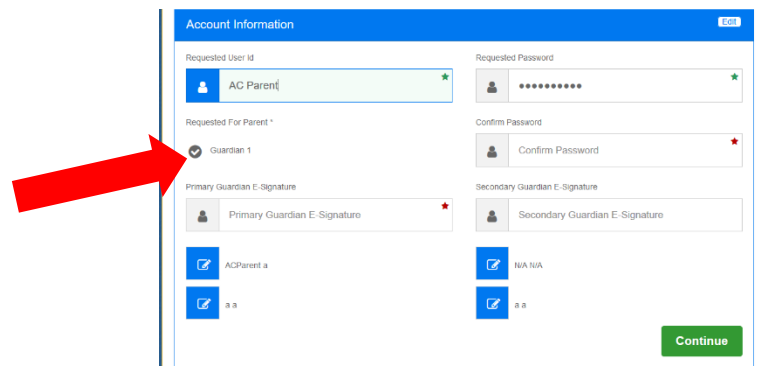 Account Information
Edit
Requested User Id
Requested Password
AC Parent
••••••••••
Requested For Parent *
Confirm Password
Guardian 1
Confirm Password
Primary Guardian E-Signature
Secondary Guardian E-Signature
Primary Guardian E-Signature
Secondary Guardian E-Signature
ACParent a
N/A N/A
a a
a a
Continue